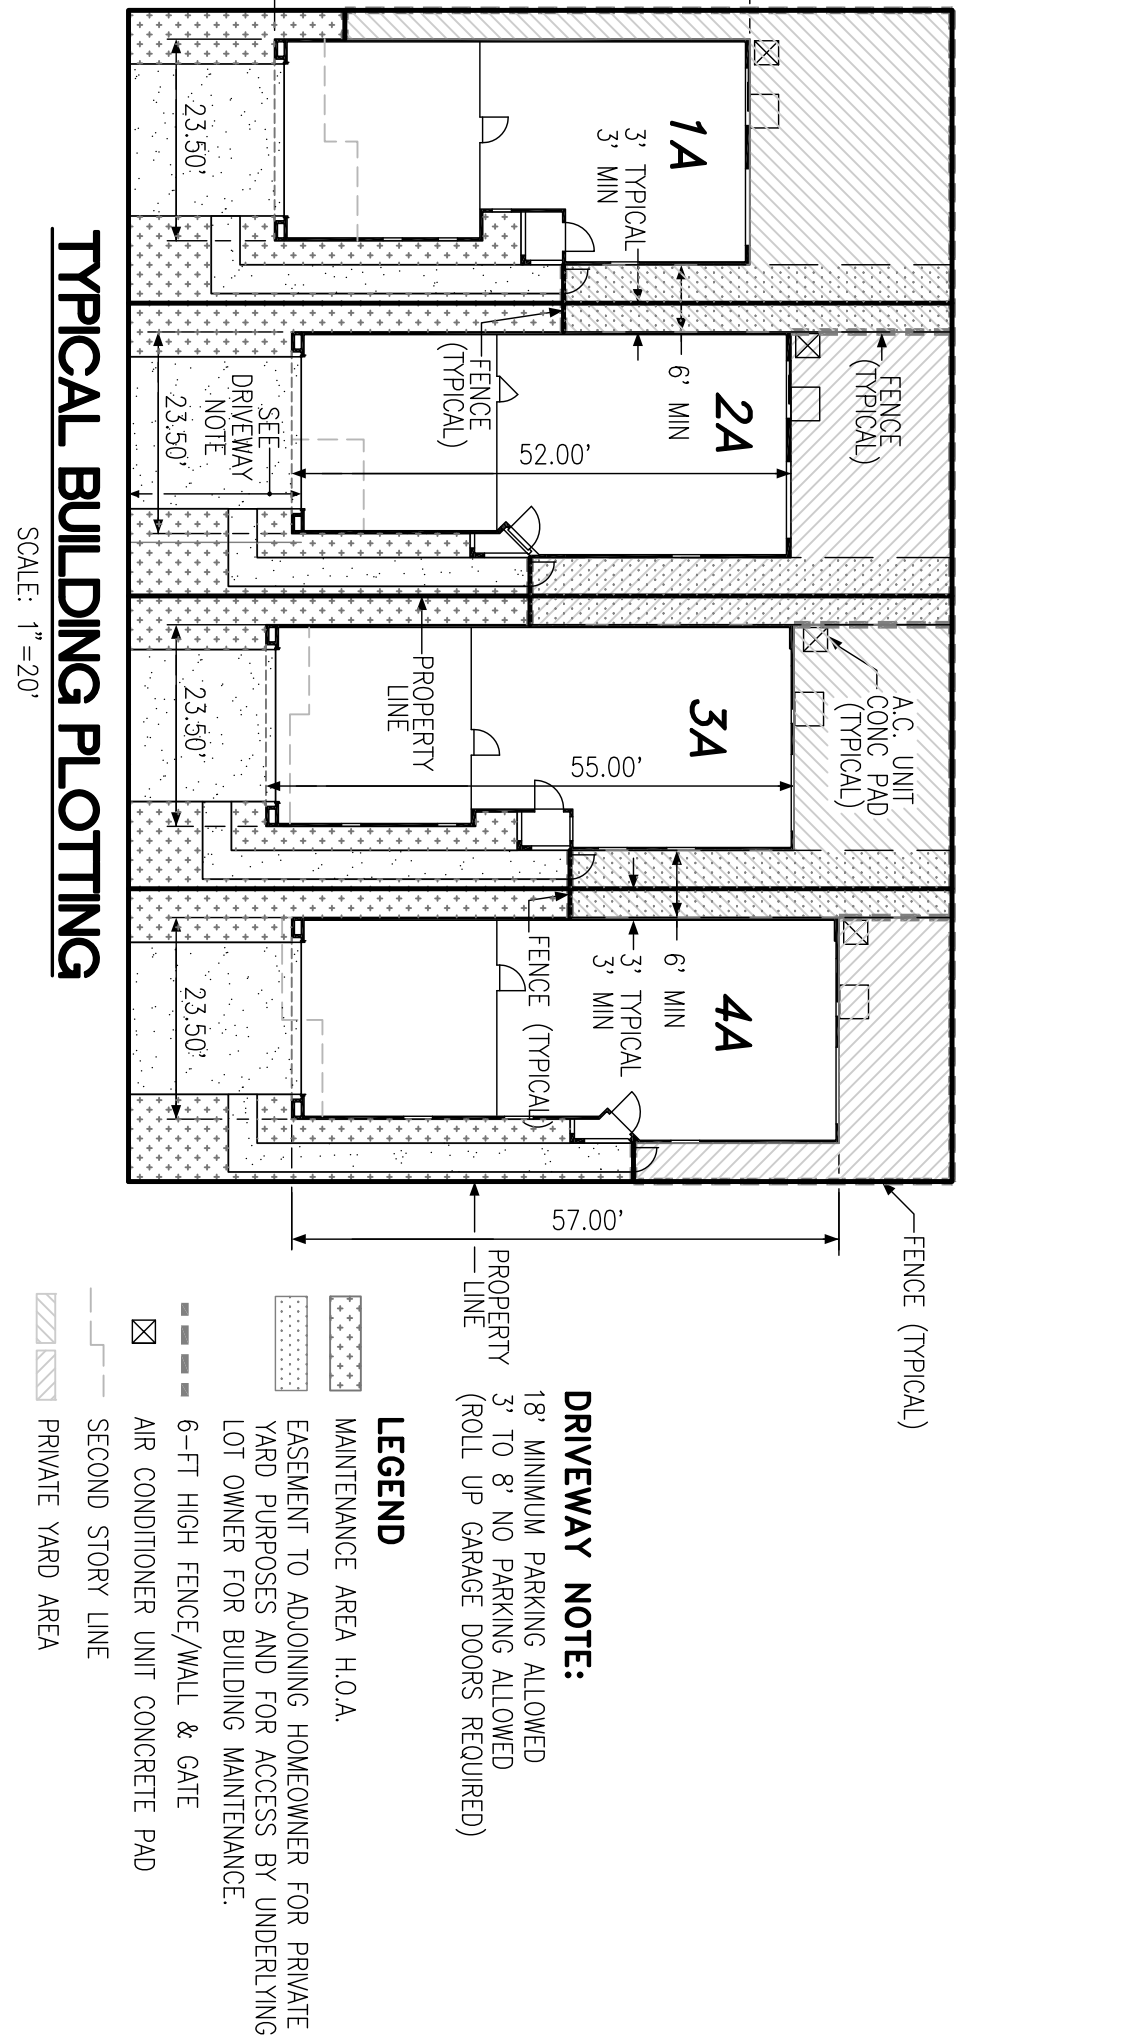 1A
3' TYPICAL
3' MIN
23.50'
6' MIN
FENCE
(TYPICAL)
FENCE
(TYPICAL)
2A
52.00'
SEE
DRIVEWAY
NOTE
23.50'
PROPERTY
LINE
A.C. UNIT
CONC PAD
(TYPICAL)
3A
55.00'
23.50'
FENCE (TYPICAL)
6' MIN
3' TYPICAL
3' MIN
4A
23.50'
57.00'
PROPERTY
LINE
FENCE (TYPICAL)
TYPICAL BUILDING PLOTTING
SCALE: 1"=20'
DRIVEWAY NOTE:
18' MINIMUM PARKING ALLOWED
3' TO 8' NO PARKING ALLOWED
(ROLL UP GARAGE DOORS REQUIRED)
LEGEND
MAINTENANCE AREA H.O.A.
EASEMENT TO ADJOINING HOMEOWNER FOR PRIVATE
YARD PURPOSES AND FOR ACCESS BY UNDERLYING
LOT OWNER FOR BUILDING MAINTENANCE.
6-FT HIGH FENCE/WALL & GATE
AIR CONDITIONER UNIT CONCRETE PAD
SECOND STORY LINE
PRIVATE YARD AREA